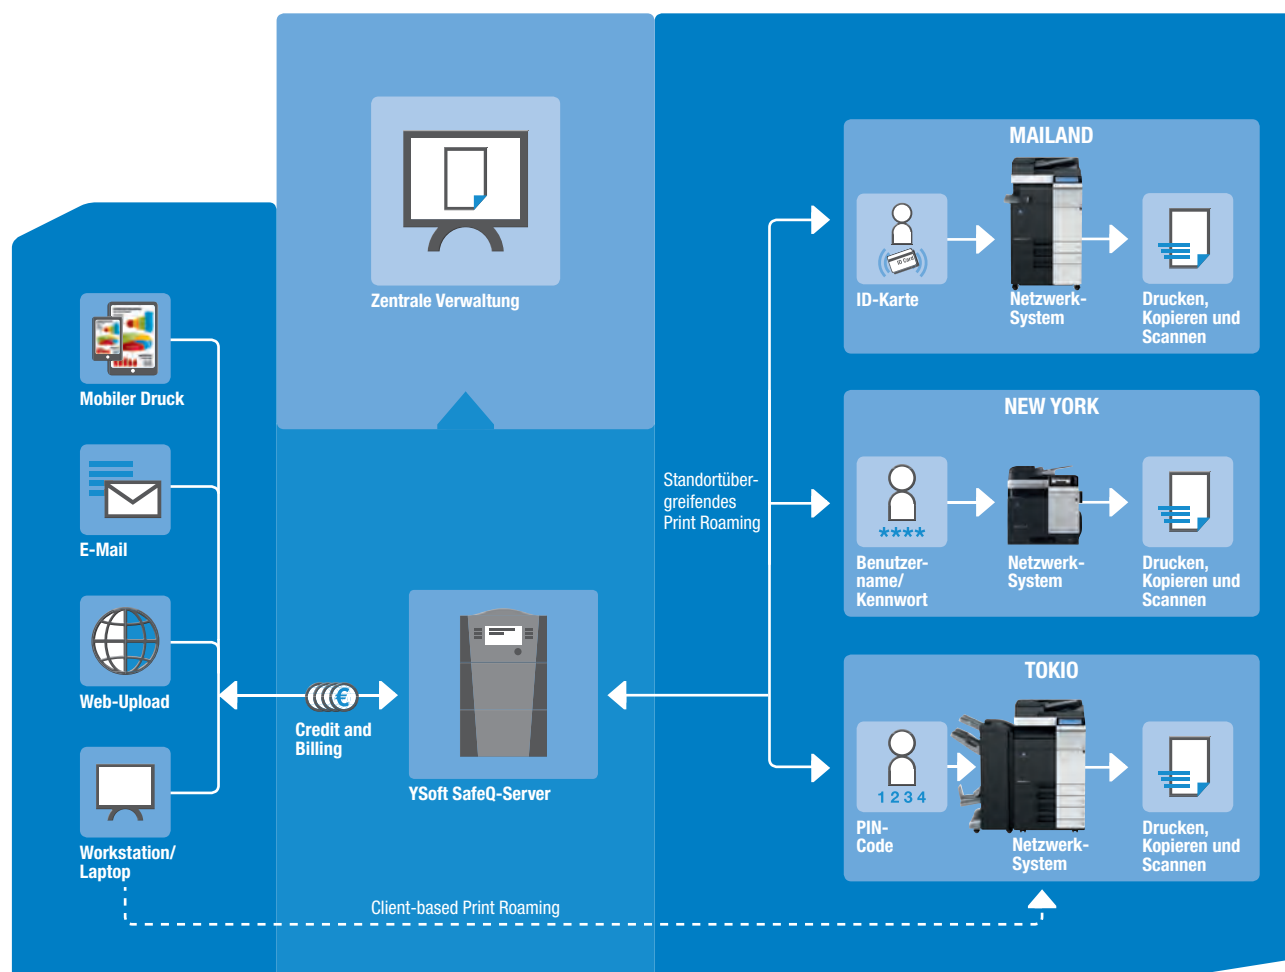 Zentrale Verwaltung
Mobiler Druck
E-Mail
Web-Upload
Workstation/
Laptop
€
Credit and
Billing
YSoft SafeQ-Server
Client-based Print Roaming
Standortüber-
greifendes
Print Roaming
MAILAND
ID Card
ID-Karte
Netzwerk-
System
Drucken,
Kopieren und
Scannen
NEW YORK
****
Benutzer-
name/
Kennwort
Netzwerk-
System
Drucken,
Kopieren und
Scannen
TOKIO
1 2 3 4
PIN-
Code
Netzwerk-
System
Drucken,
Kopieren und
Scannen